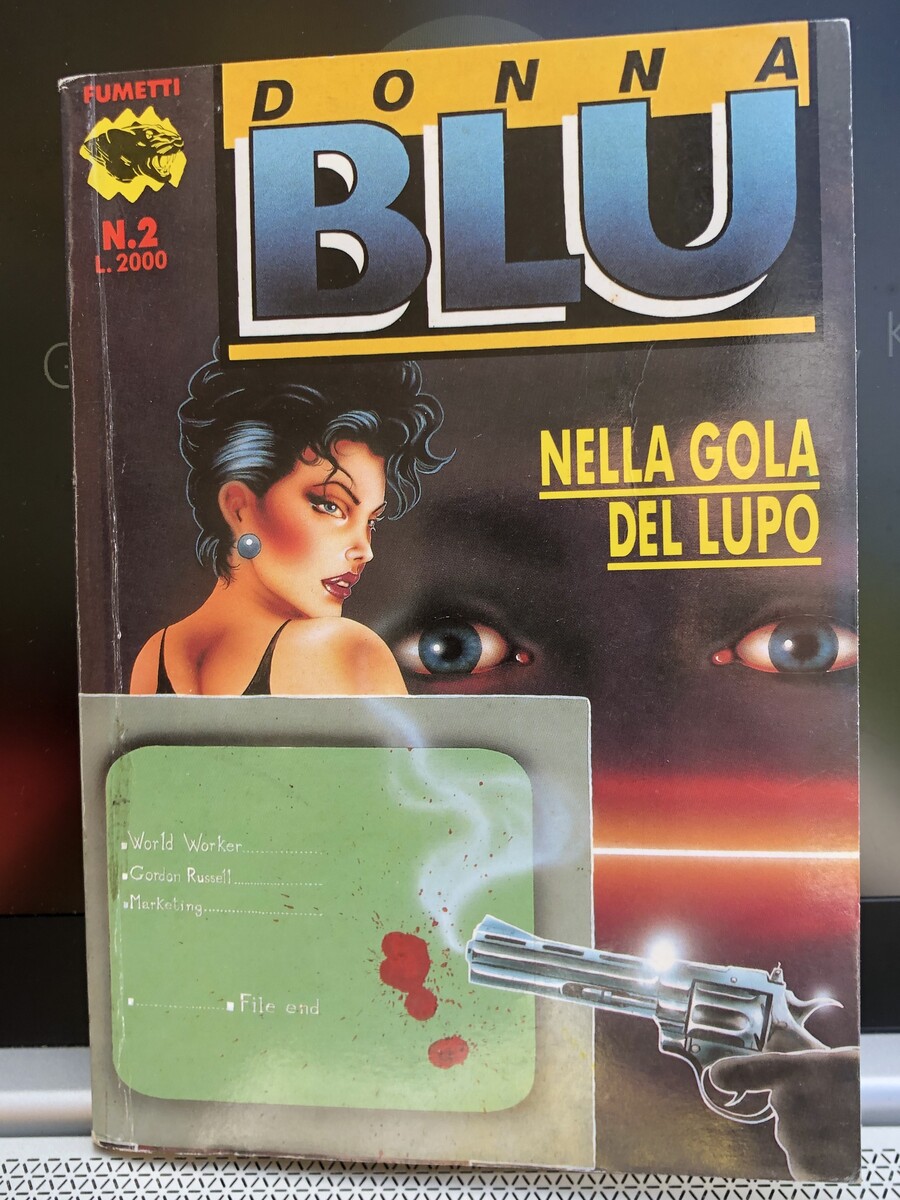 FUMETTI
N.2
L. 2000
DONNA
BLU
NELLA GOLA
DEL LUPO
World Worker
Gordon Russell
Marketing
File end